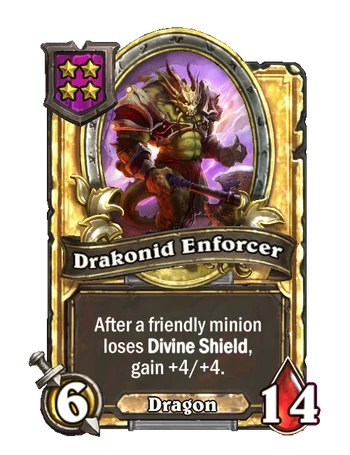 Drakonid Enforcer
After a friendly minion
loses Divine Shield,
gain +4/+4.
6
Dragon
14